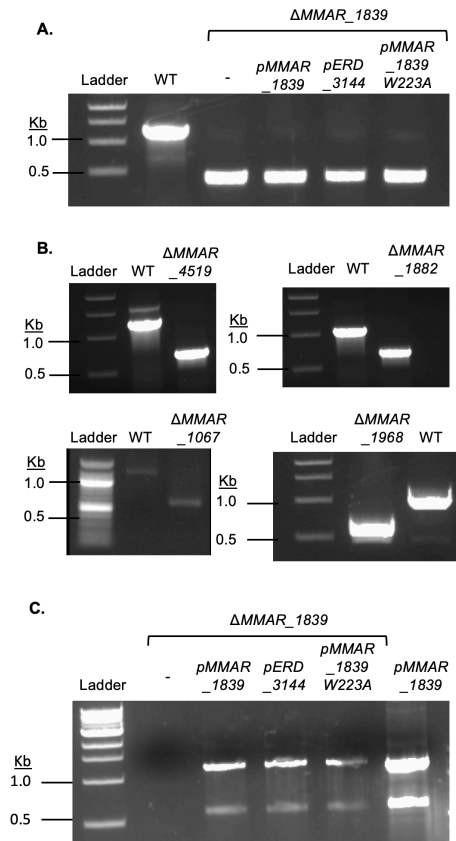 A.
ΔMMAR_1839
Ladder WT - pMMAR _1839 pERD _3144 pMMAR _1839 W223A
Kb
1.0
0.5
B.
Ladder WT ΔMMAR _4519
Kb
1.0
0.5
Ladder WT ΔMMAR _1882
Kb
1.0
0.5
Ladder WT ΔMMAR _1067
Kb
1.0
0.5
Ladder ΔMMAR _1968 WT
Kb
1.0
0.5
C.
ΔMMAR_1839
Ladder - pMMAR _1839 pERD _3144 pMMAR _1839 W223A pMMAR _1839
Kb
1.0
0.5